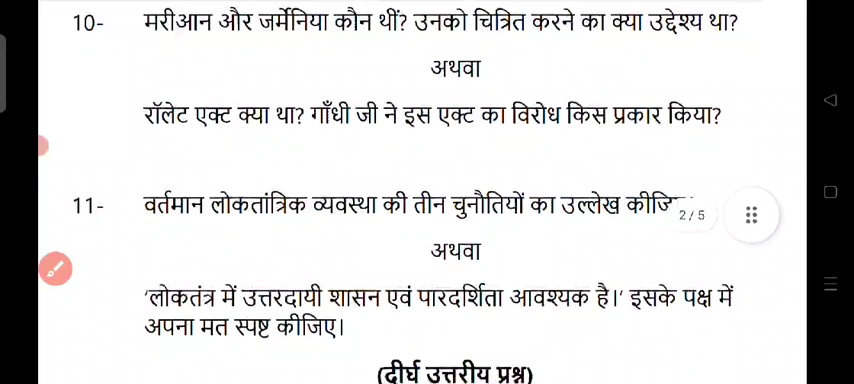 10- मरीआन और जर्मेनिया कौन थीं? उनको चित्रित करने का क्या उद्देश्य था?
अथवा
रॉलेट एक्ट क्या था? गाँधी जी ने इस एक्ट का विरोध किस प्रकार किया?
11- वर्तमान लोकतांत्रिक व्यवस्था की तीन चुनौतियों का उल्लेख
2/5
अथवा
'लोकतंत्र में उत्तरदायी शासन एवं पारदर्शिता आवश्यक है।' इसके पक्ष में
अपना मत स्पष्ट कीजिए।
(दीर्घ उत्तरीय प्रश्न)